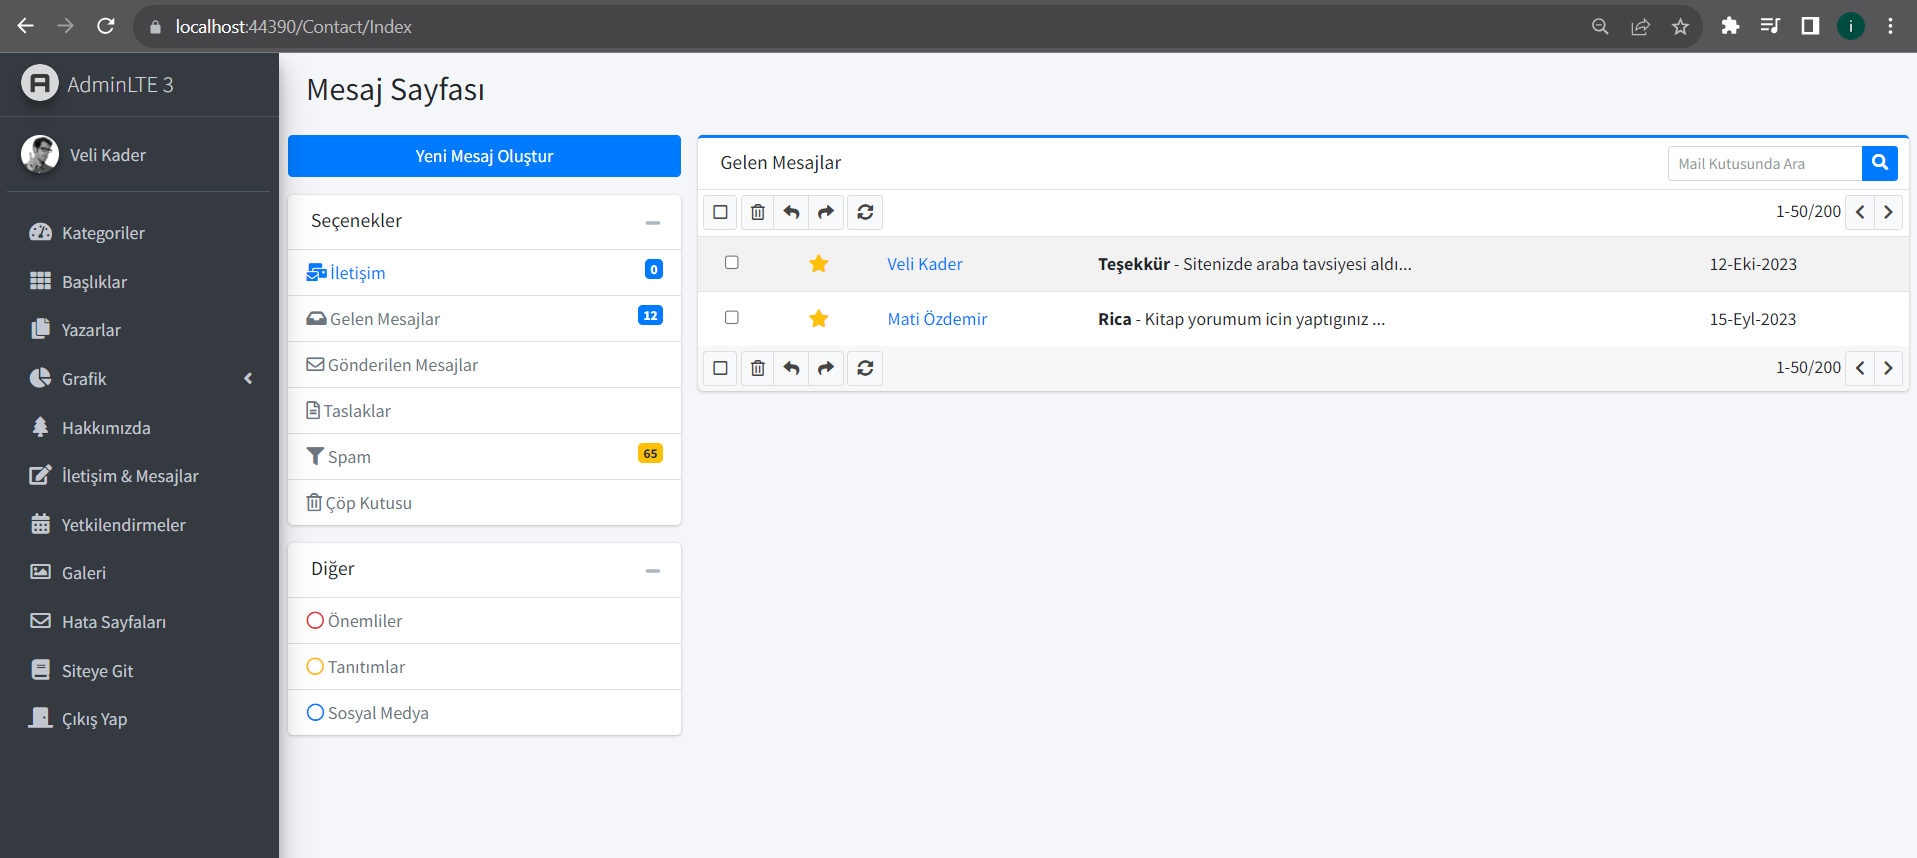 localhost:44390/Contact/Index
i
AdminLTE 3
Veli Kader
Kategoriler
Başlıklar
Yazarlar
Grafik
Hakkımızda
İletişim & Mesajlar
Yetkilendirmeler
Galeri
Hata Sayfaları
Siteye Git
Çıkış Yap
Mesaj Sayfası
Yeni Mesaj Oluştur
Seçenekler
İletişim 0
Gelen Mesajlar 12
Gönderilen Mesajlar
Taslaklar
Spam 65
Çöp Kutusu
Diğer
Önemliler
Tanıtımlar
Sosyal Medya
Gelen Mesajlar
Mail Kutusunda Ara
1-50/200
Veli Kader Teşekkür - Sitenizde araba tavsiyesi aldı... 12-Eki-2023
Mati Özdemir Rica - Kitap yorumum icin yaptıgınız ... 15-Eyl-2023
1-50/200